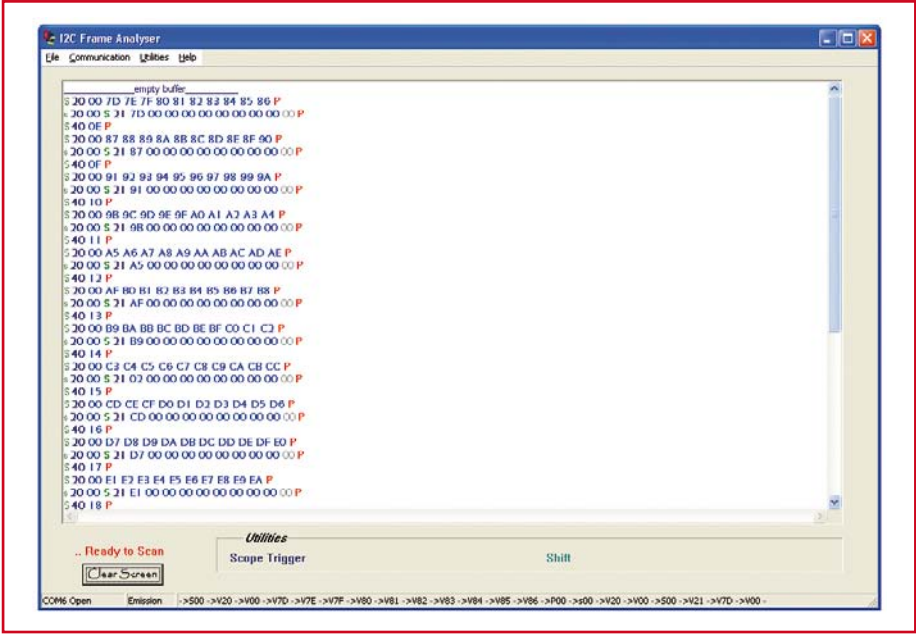 I2C Frame Analyser
File Communication Utilities Help
____________empty buffer____________
S 20 00 7D 7E 7F 80 81 82 83 84 85 86 P
s 20 00 S 21 7D 00 00 00 00 00 00 00 00 00 P
S 40 0E P
S 20 00 87 88 89 8A 8B 8C 8D 8E 8F 90 P
s 20 00 S 21 87 00 00 00 00 00 00 00 00 00 P
S 40 0F P
S 20 00 91 92 93 94 95 96 97 98 99 9A P
s 20 00 S 21 91 00 00 00 00 00 00 00 00 00 P
S 40 10 P
S 20 00 9B 9C 9D 9E 9F A0 A1 A2 A3 A4 P
s 20 00 S 21 9B 00 00 00 00 00 00 00 00 00 P
S 40 11 P
S 20 00 A5 A6 A7 A8 A9 AA AB AC AD AE P
s 20 00 S 21 A5 00 00 00 00 00 00 00 00 00 P
S 40 12 P
S 20 00 AF B0 B1 B2 B3 B4 B5 B6 B7 B8 P
s 20 00 S 21 AF 00 00 00 00 00 00 00 00 00 P
S 40 13 P
S 20 00 B9 BA BB BC BD BE BF C0 C1 C2 P
s 20 00 S 21 B9 00 00 00 00 00 00 00 00 00 P
S 40 14 P
S 20 00 C3 C4 C5 C6 C7 C8 C9 CA CB CC P
s 20 00 S 21 02 00 00 00 00 00 00 00 00 00 P
S 40 15 P
S 20 00 CD CE CF D0 D1 D2 D3 D4 D5 D6 P
s 20 00 S 21 CD 00 00 00 00 00 00 00 00 00 P
S 40 16 P
S 20 00 D7 D8 D9 DA DB DC DD DE DF E0 P
s 20 00 S 21 D7 00 00 00 00 00 00 00 00 00 P
S 40 17 P
S 20 00 E1 E2 E3 E4 E5 E6 E7 E8 E9 EA P
s 20 00 S 21 E1 00 00 00 00 00 00 00 00 00 P
S 40 18 P
Utilities
.. Ready to Scan
Scope Trigger Shift
Clear Screen
COM6 Open Emission ->S00 ->V20 ->V00 ->V7D ->V7E ->V7F ->V80 ->V81 ->V82 ->V83 ->V84 ->V85 ->V86 ->P00 ->s00 ->V20 ->V00 ->S00 ->V21 ->V7D ->V00 -